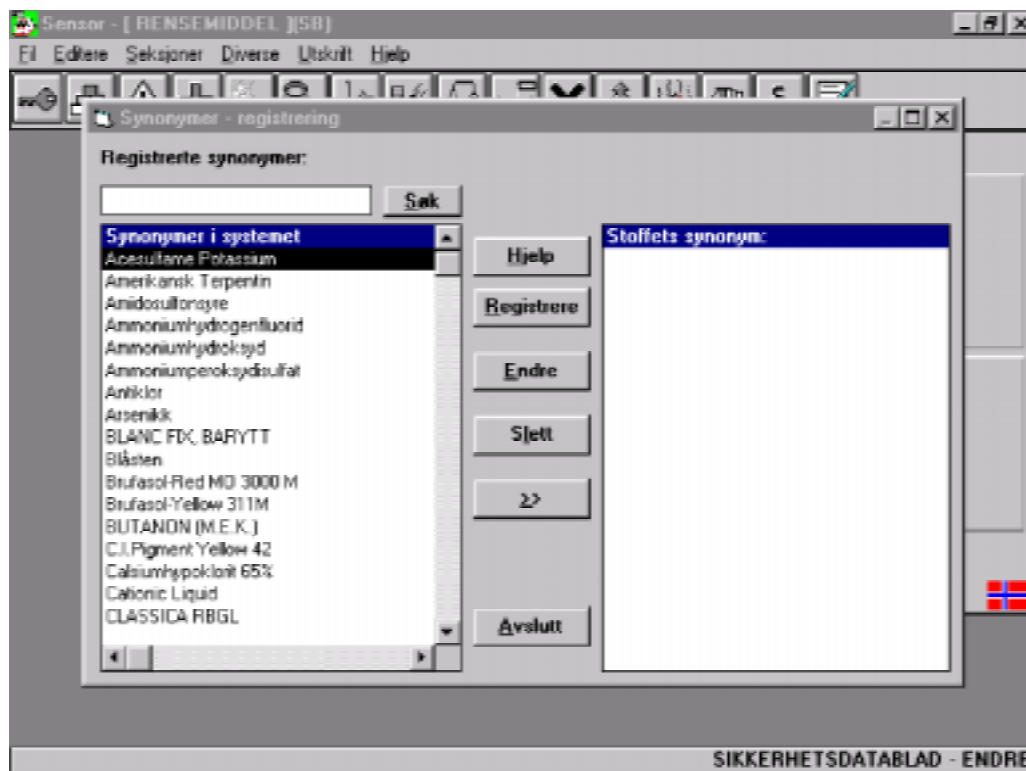 Sensor - [ RENSEMIDDEL ](SB)
Fil Editere Seksjoner Diverse Utskrift Hjelp
Synonymer - registrering
Registrerte synonymer:
Søk
Synonymer i systemet
Acesulfame Potassium
Amerikansk Terpentin
Amidosulfonsyre
Ammoniumhydrogenfluorid
Ammoniumhydroksyd
Ammoniumperoksydisulfat
Antiklor
Arsenikk
BLANC FIX, BARYTT
Blåsten
Brufasol-Red MO 3000 M
Brufasol-Yellow 311M
BUTANON (M.E.K.)
C.I.Pigment Yellow 42
Calsiumhypoklorit 65%
Cationic Liquid
CLASSICA RBGL
Hjelp
Registrere
Endre
Slett
>>
Avslutt
Stoffets synonym:
SIKKERHETSDATABLAD - ENDRE